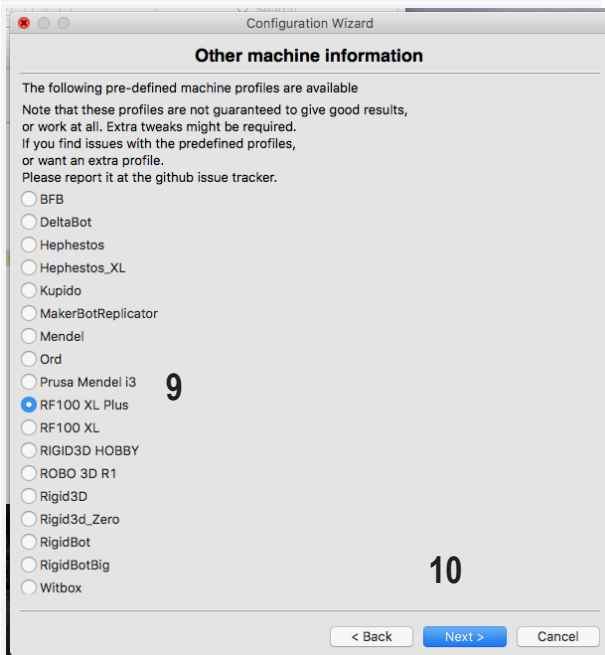 Configuration Wizard
Other machine information
The following pre-defined machine profiles are available
Note that these profiles are not guaranteed to give good results,
or work at all. Extra tweaks might be required.
If you find issues with the predefined profiles,
or want an extra profile.
Please report it at the github issue tracker.
BFB
DeltaBot
Hephestos
Hephestos_XL
Kupido
MakerBotReplicator
Mendel
Ord
Prusa Mendel i3
9
RF100 XL Plus
RF100 XL
RIGID3D HOBBY
ROBO 3D R1
Rigid3D
Rigid3d_Zero
RigidBot
RigidBotBig
10
Witbox
< Back Next > Cancel